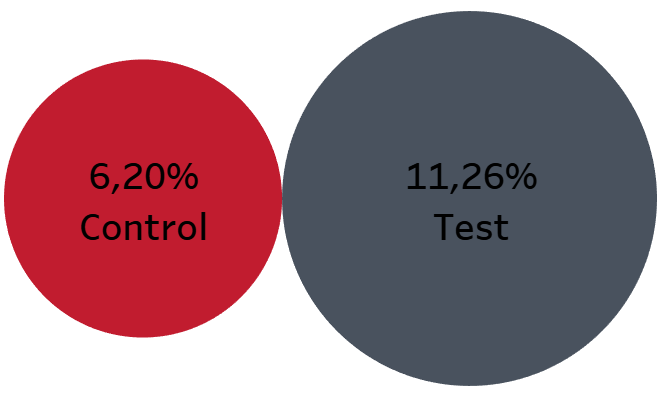 6,20%
Control
11,26%
Test